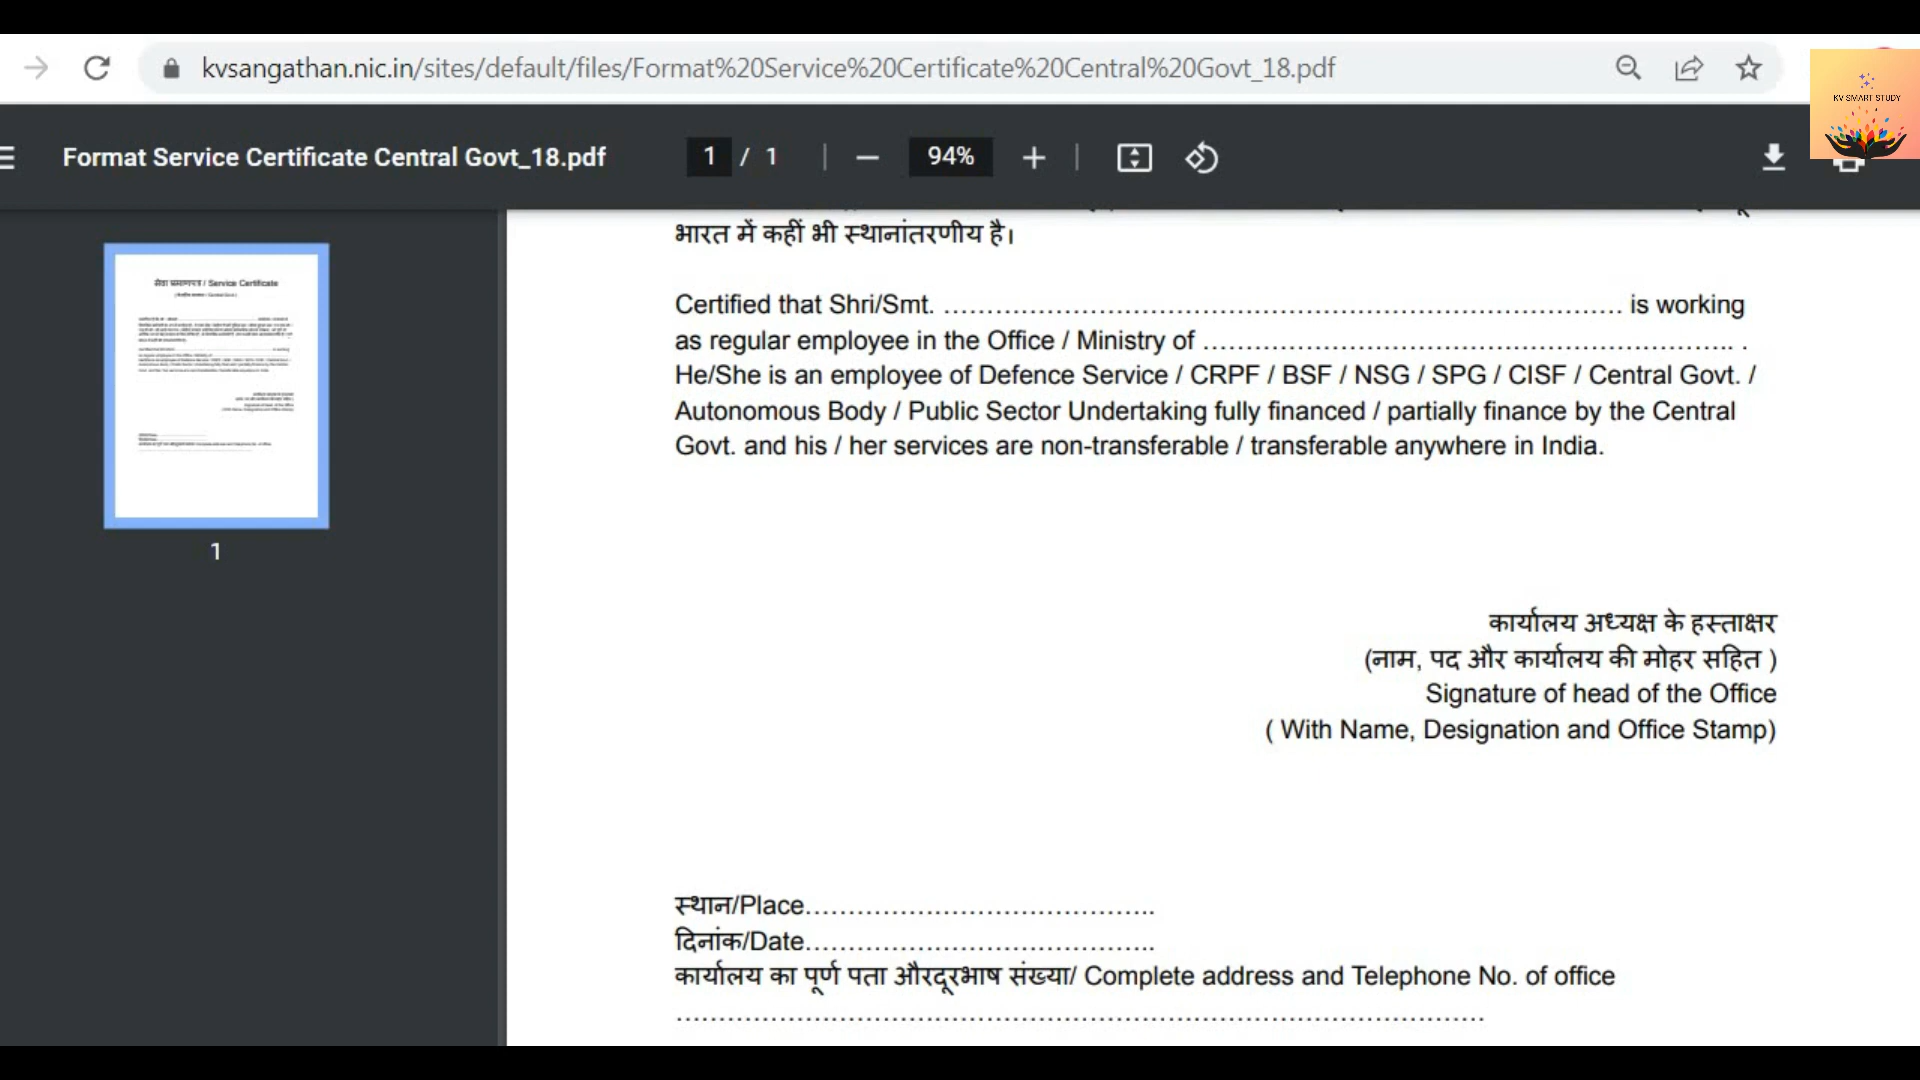 kvsangathan.nic.in/sites/default/files/Format%20Service%20Certificate%20Central%20Govt_18.pdf
KV SMART STUDY
Format Service Certificate Central Govt_18.pdf
1 / 1
94%
सेवा प्रमाणपत्र / Service Certificate
1
भारत में कहीं भी स्थानांतरणीय है।
Certified that Shri/Smt. ……………………………………………………………………. is working
as regular employee in the Office / Ministry of …………………………………………………….. .
He/She is an employee of Defence Service / CRPF / BSF / NSG / SPG / CISF / Central Govt. /
Autonomous Body / Public Sector Undertaking fully financed / partially finance by the Central
Govt. and his / her services are non-transferable / transferable anywhere in India.
कार्यालय अध्यक्ष के हस्ताक्षर
(नाम, पद और कार्यालय की मोहर सहित )
Signature of head of the Office
( With Name, Designation and Office Stamp)
स्थान/Place…………………………………..
दिनांक/Date…………………………………..
कार्यालय का पूर्ण पता औरदूरभाष संख्या/ Complete address and Telephone No. of office
………………………………………………………………………………….